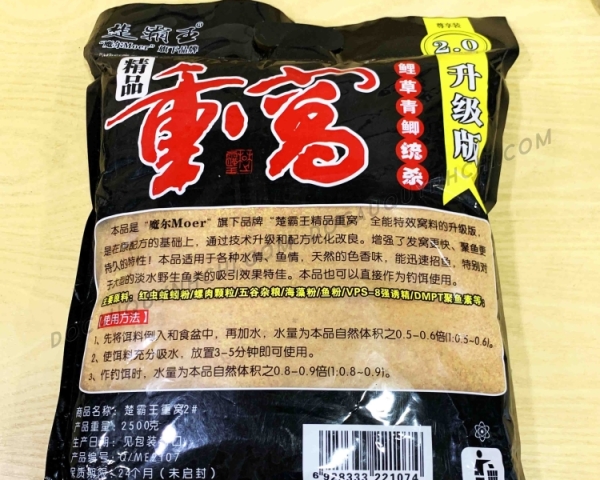 楚霸王®
"魔尔Moer"旗下品牌
尊享装
2.0
升级版
精品
重窝
鲤草青鲫统杀
本品是"魔尔Moer"旗下品牌"楚霸王精品重窝"全能特效窝料的升级版,
是在原配方的基础上,通过技术升级和配方优化改良。增强了发窝更快、聚鱼更
持久的特性!本品适用于各种水情、鱼情,天然的色香味,能迅速招鱼,特别对
于大型的淡水野生鱼类的吸引效果特佳。本品也可以直接作为钓饵使用。
主要原料:红虫蚯蚓粉/螺肉颗粒/五谷杂粮/海藻粉/鱼粉/VPS-8强诱精/DMPT聚鱼素等。
【使用方法】
1、先将饵料倒入和食盆中,再加水,水量为本品自然体积之0.5-0.6倍(1:0.5-0.6)。
2、使饵料充分吸水,放置3-5分钟即可使用。
3、作钓饵时,水量为本品自然体积之0.8-0.9倍(1:0.8-0.9)。
商品名称:楚霸王重窝2#
产品重量:2500克
生产日期:见包装封口
产品编号:G/ME2107
保质期限:24个月(未启封)
6 928333 221074